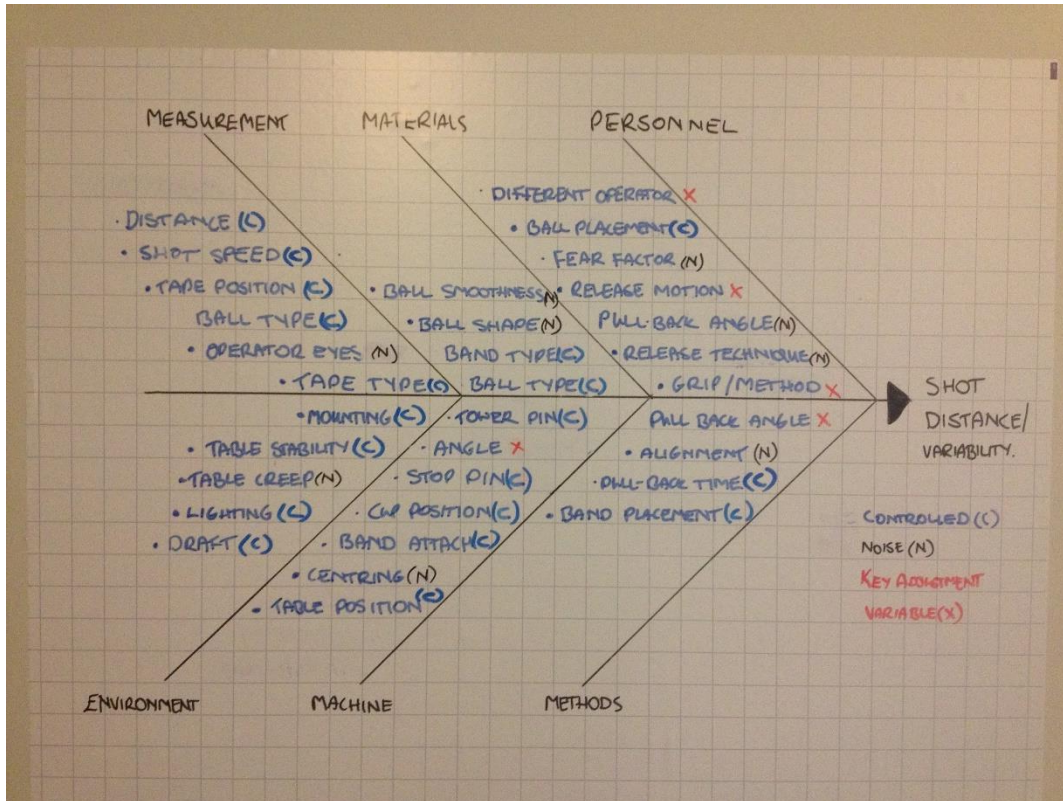 MEASUREMENT
MATERIALS
PERSONNEL
· DISTANCE (C)
• SHOT SPEED (C)
• TAPE POSITION (C)
BALL TYPE (C)
• OPERATOR EYES (N)
• TAPE TYPE (C)
• BALL SMOOTHNESS (N)
• BALL SHAPE (N)
BAND TYPE (C)
BALL TYPE (C)
· DIFFERENT OPERATOR X
• BALL PLACEMENT (C)
· FEAR FACTOR (N)
• RELEASE MOTION X
PULL-BACK ANGLE (N)
• RELEASE TECHNIQUE (N)
• GRIP/METHOD X
SHOT
DISTANCE/
VARIABILITY.
• MOUNTING (C)
• TABLE STABILITY (C)
• TABLE CREEP (N)
• LIGHTING (C)
• DRAFT (C)
· TOWER PIN (C)
· ANGLE X
· STOP PIN (C)
· CUP POSITION (C)
• BAND ATTACH (C)
• CENTRING (N)
• TABLE POSITION (C)
PULL BACK ANGLE X
• ALIGNMENT (N)
· PULL-BACK TIME (C)
• BAND PLACEMENT (C)
CONTROLLED (C)
NOISE (N)
KEY
VARIABLE (X)
ENVIRONMENT
MACHINE
METHODS